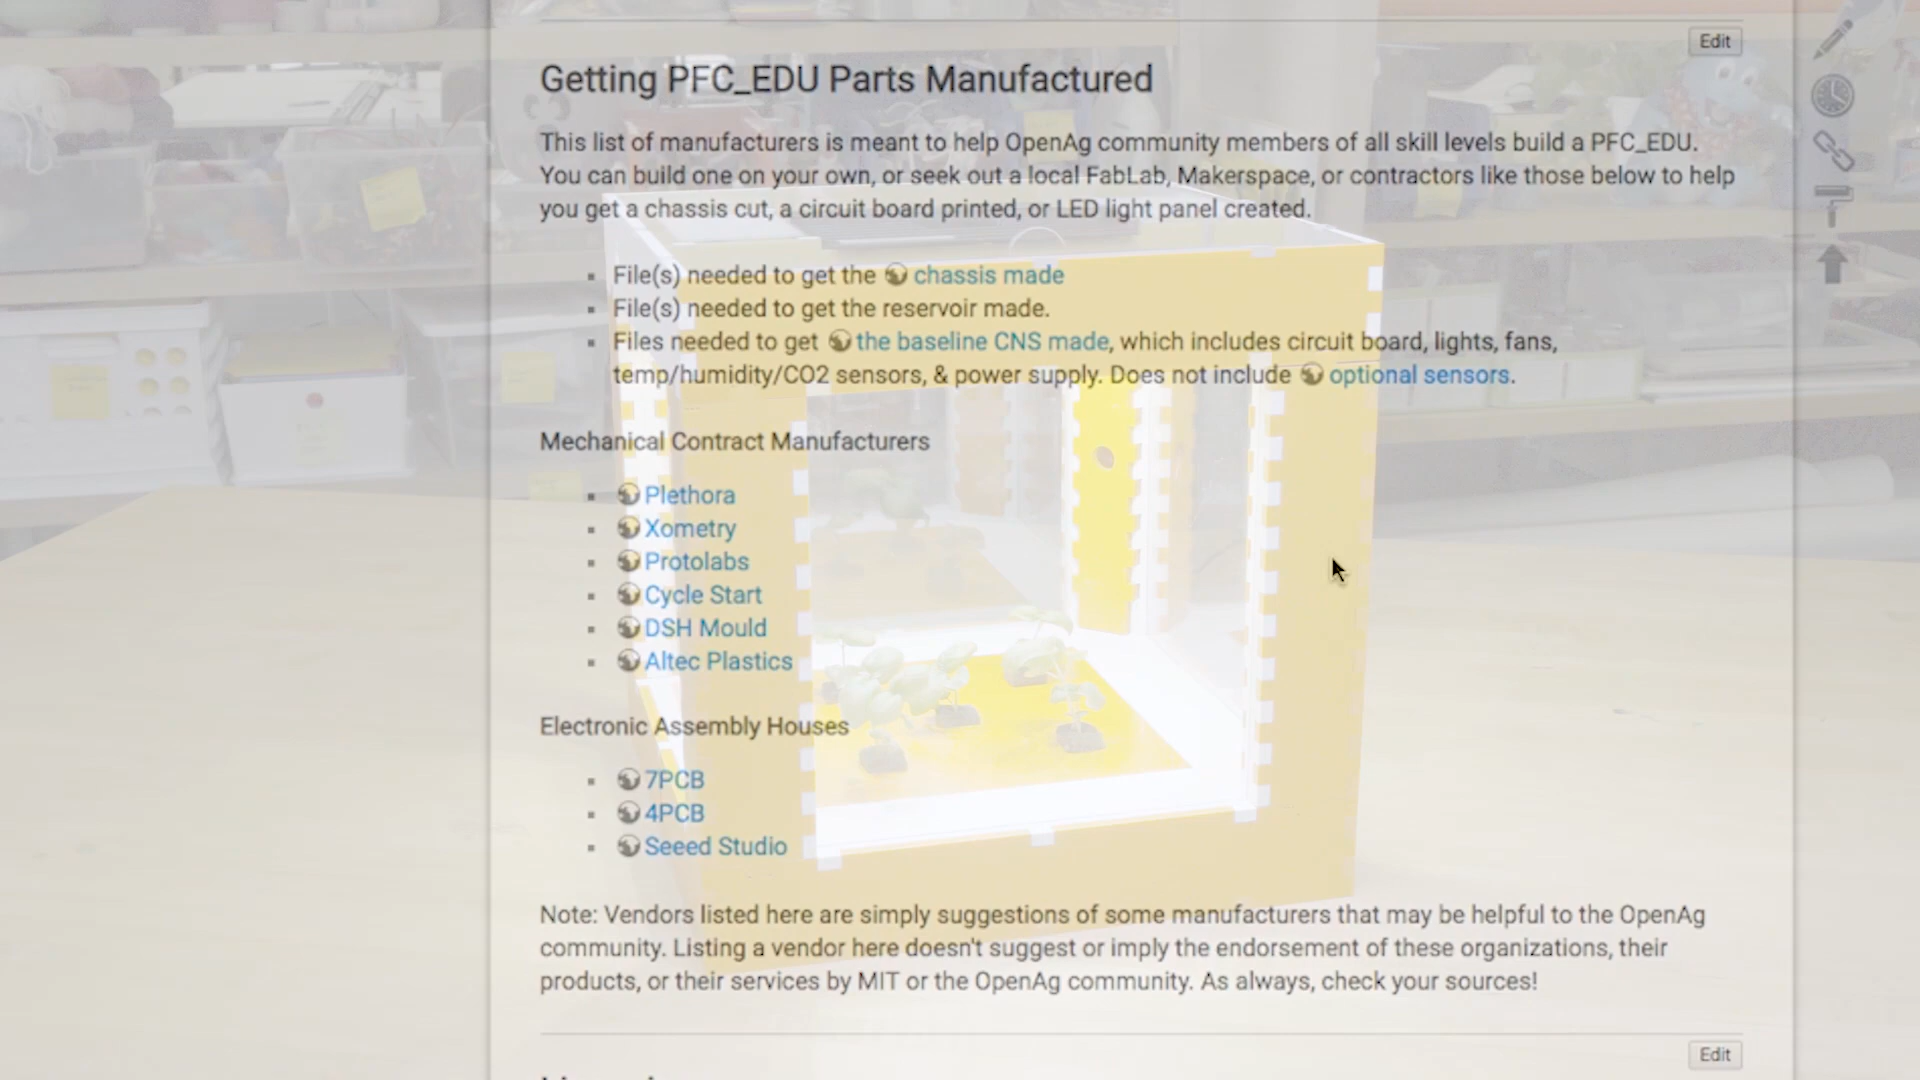 Edit
Getting PFC_EDU Parts Manufactured
This list of manufacturers is meant to help OpenAg community members of all skill levels build a PFC_EDU.
You can build one on your own, or seek out a local FabLab, Makerspace, or contractors like those below to help
you get a chassis cut, a circuit board printed, or LED light panel created.
File(s) needed to get the chassis made
File(s) needed to get the reservoir made.
Files needed to get the baseline CNS made, which includes circuit board, lights, fans,
temp/humidity/CO2 sensors, & power supply. Does not include optional sensors.
Mechanical Contract Manufacturers
Plethora
Xometry
Protolabs
Cycle Start
DSH Mould
Altec Plastics
Electronic Assembly Houses
7PCB
4PCB
Seeed Studio
Note: Vendors listed here are simply suggestions of some manufacturers that may be helpful to the OpenAg
community. Listing a vendor here doesn't suggest or imply the endorsement of these organizations, their
products, or their services by MIT or the OpenAg community. As always, check your sources!
Edit